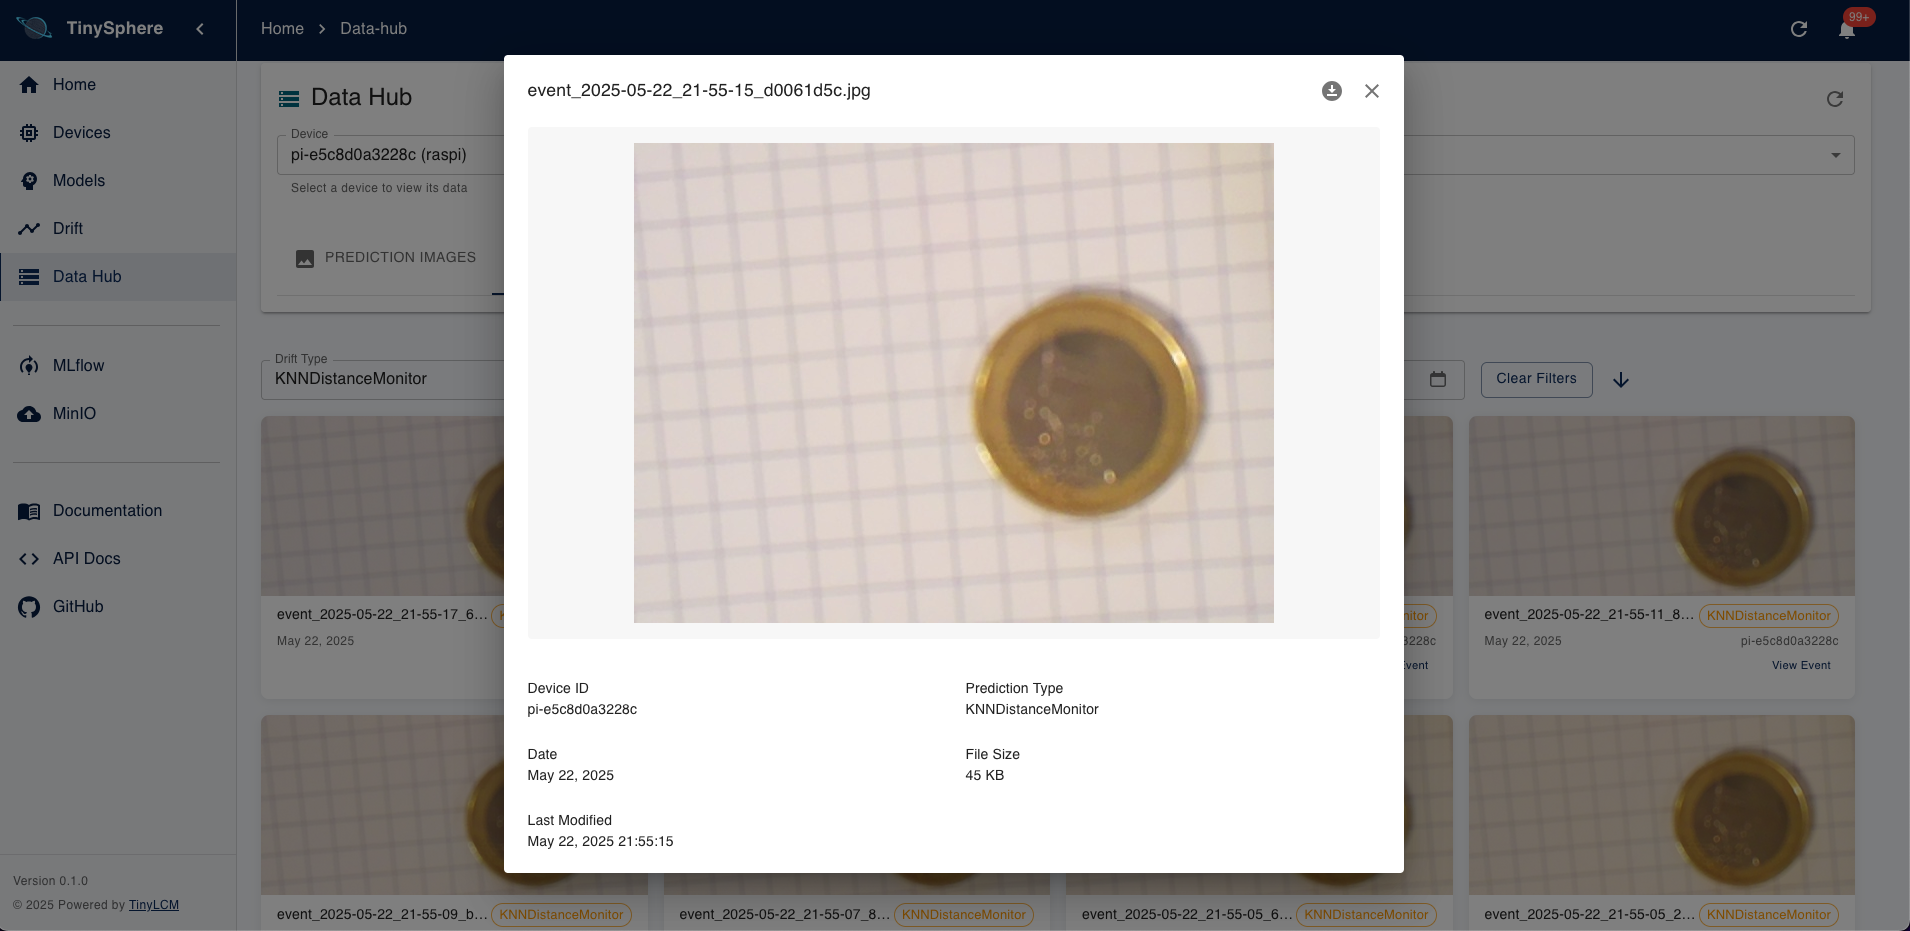 TinySphere
Home
Data-hub
99+
Home
Devices
Models
Drift
Data Hub
MLflow
MinIO
Documentation
API Docs
GitHub
Version 0.1.0
© 2025 Powered by TinyLCM
Data Hub
Device
pi-e5c8d0a3228c (raspi)
Select a device to view its data
PREDICTION IMAGES
Drift Type
KNNDistanceMonitor
Clear Filters
event_2025-05-22_21-55-15_d0061d5c.jpg
Device ID
pi-e5c8d0a3228c
Prediction Type
KNNDistanceMonitor
Date
May 22, 2025
File Size
45 KB
Last Modified
May 22, 2025 21:55:15
event_2025-05-22_21-55-17_6...
May 22, 2025
nitor
3228c
Event
event_2025-05-22_21-55-11_8...
KNNDistanceMonitor
May 22, 2025
pi-e5c8d0a3228c
View Event
event_2025-05-22_21-55-09_b...
KNNDistanceMonitor
event_2025-05-22_21-55-07_8...
KNNDistanceMonitor
event_2025-05-22_21-55-05_6...
KNNDistanceMonitor
event_2025-05-22_21-55-05_2...
KNNDistanceMonitor